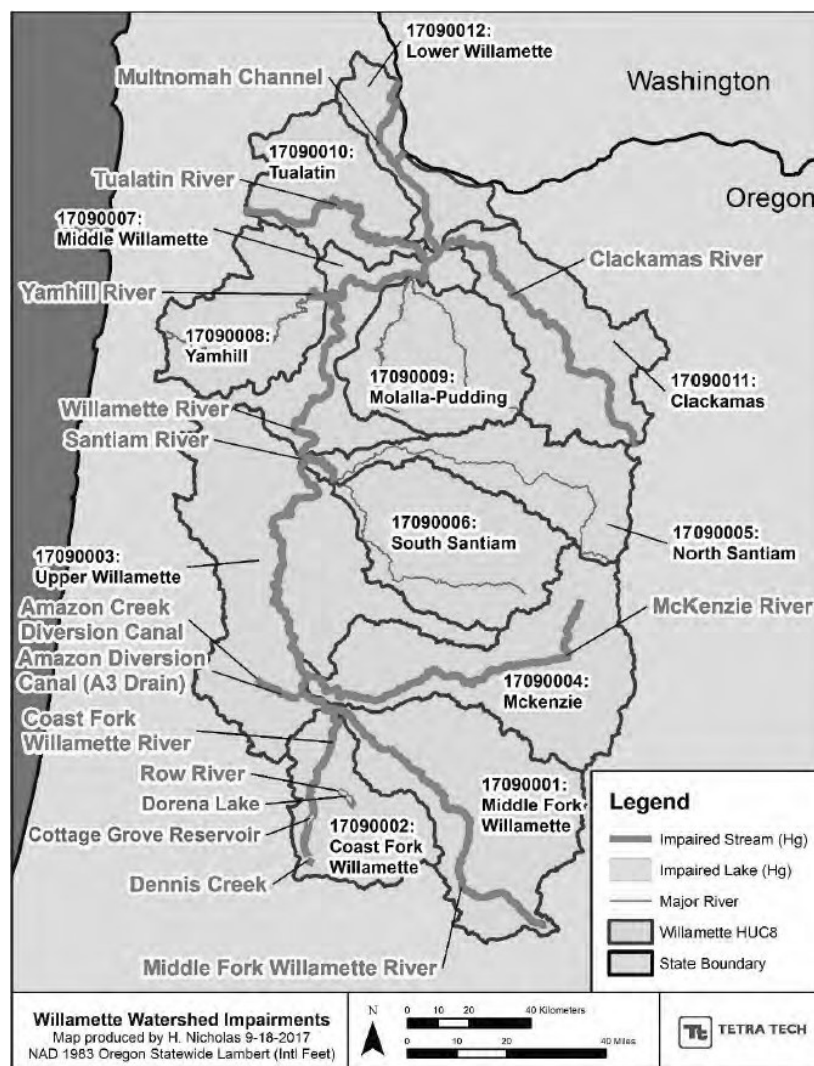 17090012:
Lower Willamette
Multnomah Channel
Washington
17090010:
Tualatin
Oregon
Tualatin River
17090007:
Middle Willamette
Clackamas River
Yamhill River
17090008:
Yamhill
17090009:
Molalla-Pudding
17090011:
Clackamas
Willamette River
Santiam River
17090006:
South Santiam
17090005:
North Santiam
17090003:
Upper Willamette
Amazon Creek
Diversion Canal
McKenzie River
Amazon Diversion
Canal (A3 Drain)
17090004:
Mckenzie
Coast Fork
Willamette River
Row River
Dorena Lake
17090001:
Middle Fork
Willamette
Cottage Grove Reservoir
17090002:
Coast Fork
Willamette
Dennis Creek
Middle Fork Willamette River
Legend
Impaired Stream (Hg)
Impaired Lake (Hg)
Major River
Willamette HUC8
State Boundary
Willamette Watershed Impairments
Map produced by H. Nicholas 9-18-2017
NAD 1983 Oregon Statewide Lambert (Intl Feet)
N
0 10 20 40 Kilometers
0 10 20 40 Miles
Tt TETRA TECH